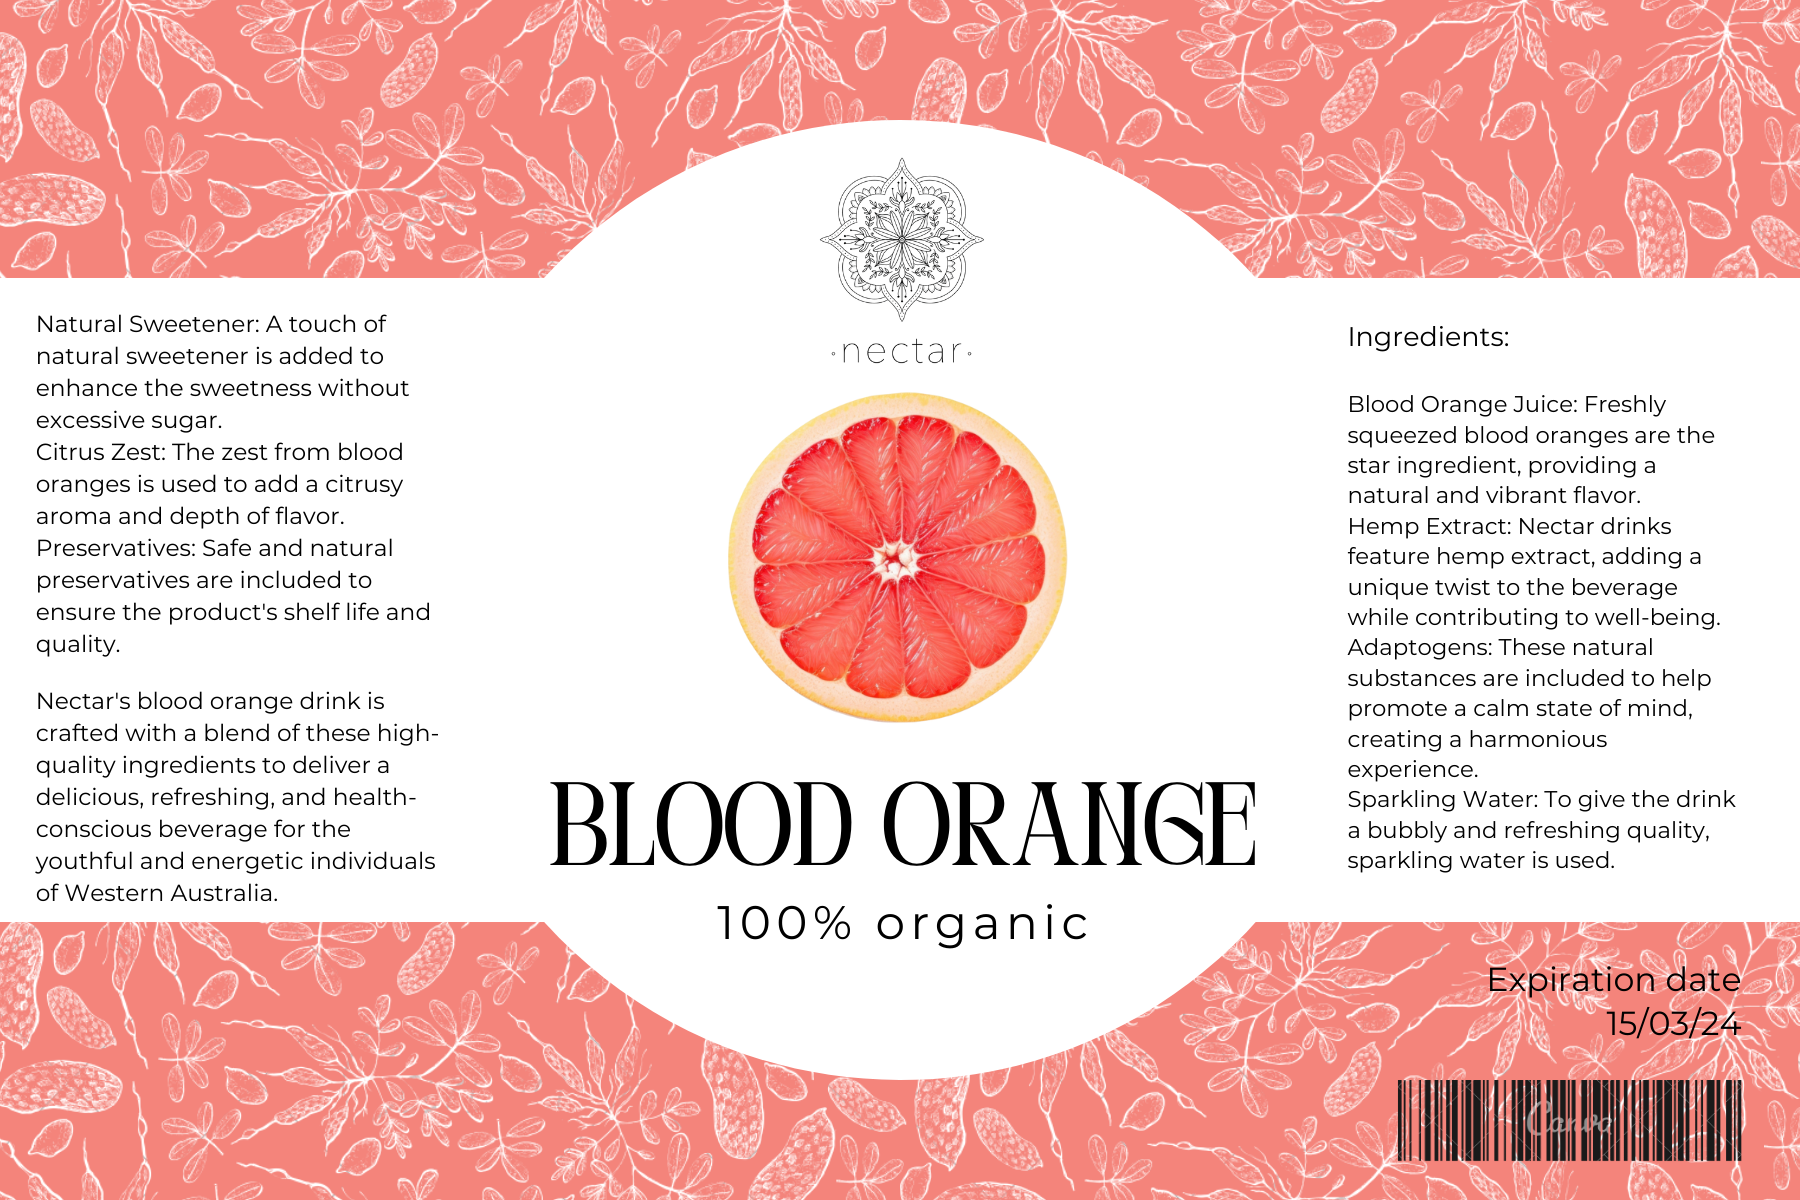 ·nectar·
BLOOD ORANGE
100% organic
Natural Sweetener: A touch of
natural sweetener is added to
enhance the sweetness without
excessive sugar.
Citrus Zest: The zest from blood
oranges is used to add a citrusy
aroma and depth of flavor.
Preservatives: Safe and natural
preservatives are included to
ensure the product's shelf life and
quality.
Nectar's blood orange drink is
crafted with a blend of these high-
quality ingredients to deliver a
delicious, refreshing, and health-
conscious beverage for the
youthful and energetic individuals
of Western Australia.
Ingredients:
Blood Orange Juice: Freshly
squeezed blood oranges are the
star ingredient, providing a
natural and vibrant flavor.
Hemp Extract: Nectar drinks
feature hemp extract, adding a
unique twist to the beverage
while contributing to well-being.
Adaptogens: These natural
substances are included to help
promote a calm state of mind,
creating a harmonious
experience.
Sparkling Water: To give the drink
a bubbly and refreshing quality,
sparkling water is used.
Expiration date
15/03/24
Canva